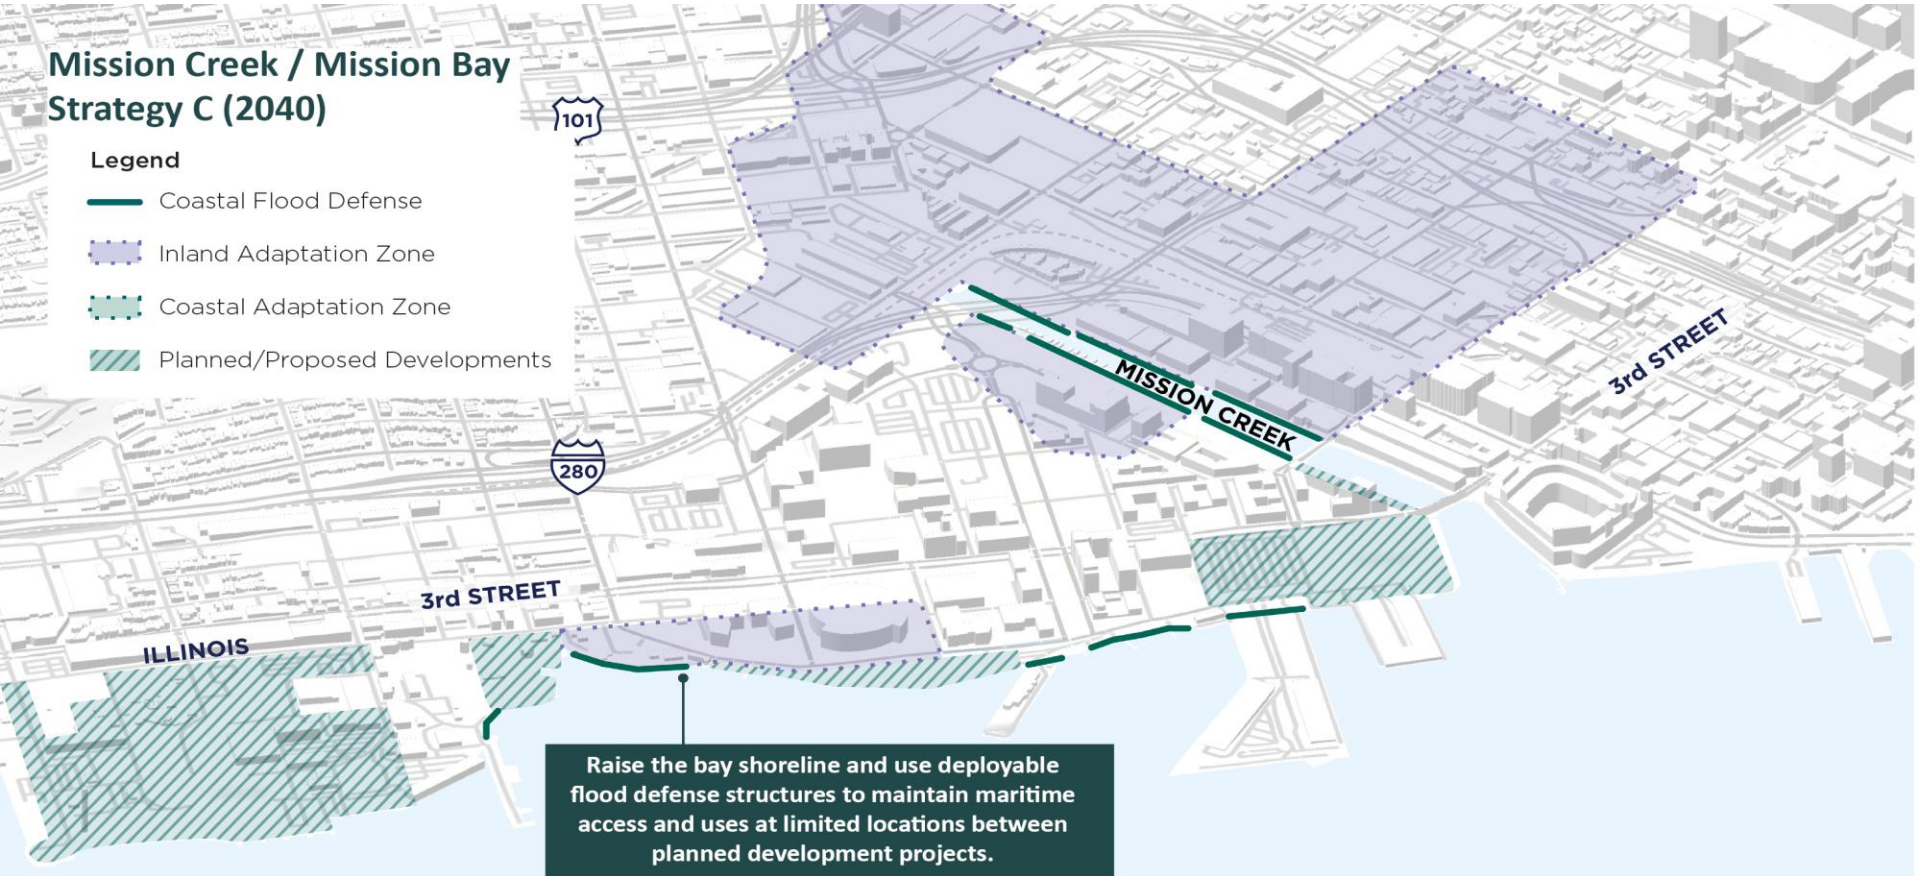 Mission Creek / Mission Bay
Strategy C (2040)
Legend
Coastal Flood Defense
Inland Adaptation Zone
Coastal Adaptation Zone
Planned/Proposed Developments
101
280
3rd STREET
MISSION CREEK
3rd STREET
ILLINOIS
Raise the bay shoreline and use deployable
flood defense structures to maintain maritime
access and uses at limited locations between
planned development projects.